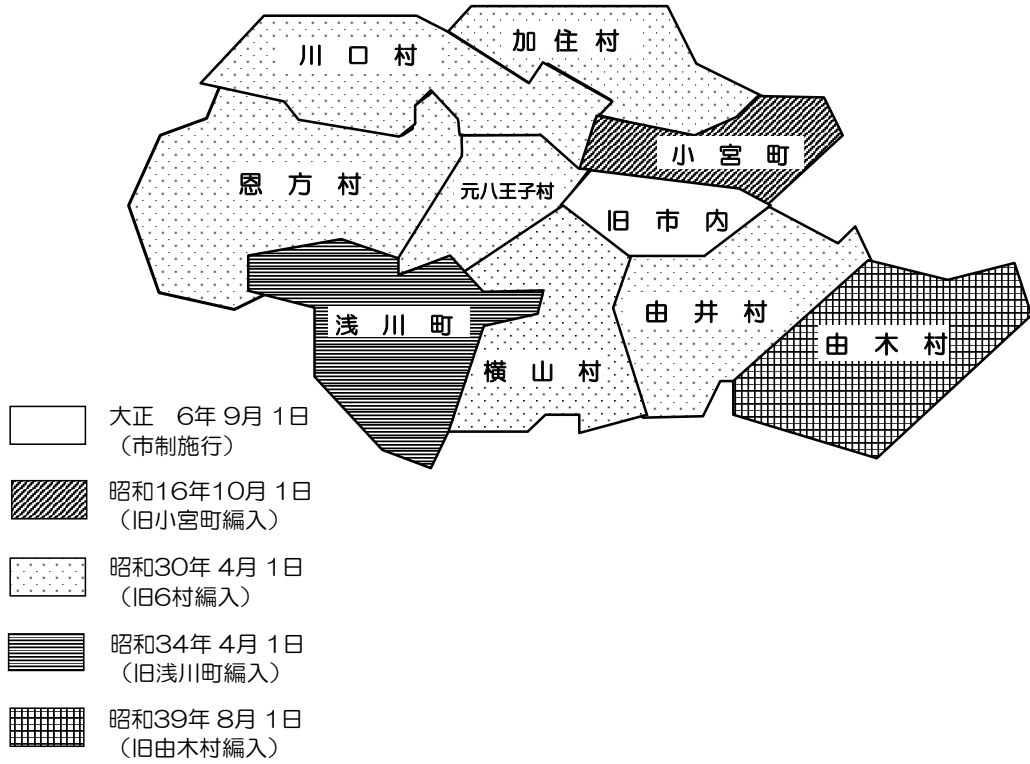 加 住 村
川 口 村
小 宮 町
恩 方 村
元八王子村
旧 市 内
由 井 村
浅 川 町
由 木 村
横 山 村
大正　6年 9月 1日
（市制施行）
昭和16年10月 1日
（旧小宮町編入）
昭和30年 4月 1日
（旧6村編入）
昭和34年 4月 1日
（旧浅川町編入）
昭和39年 8月 1日
（旧由木村編入）